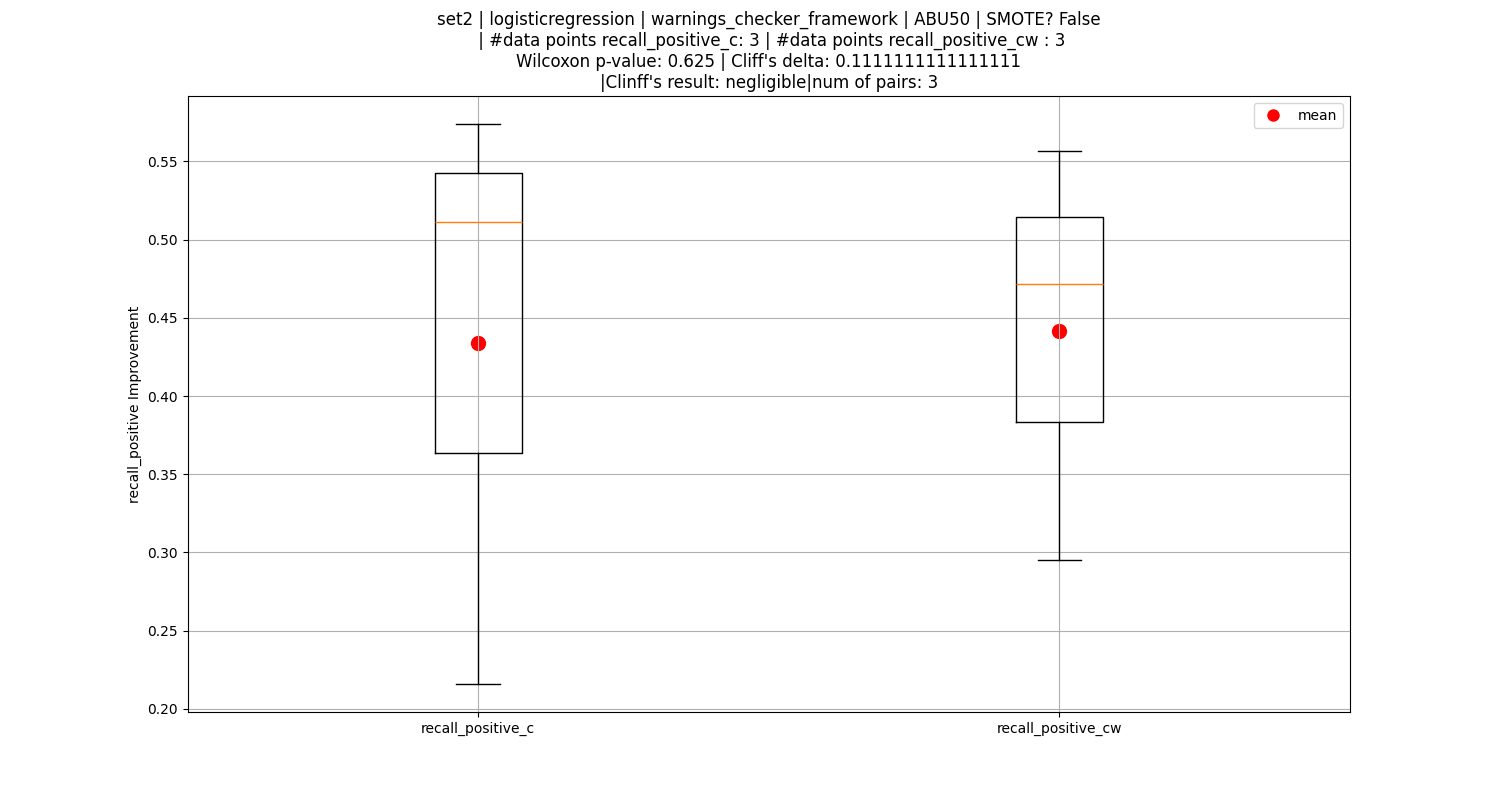 set2 | logisticregression | warnings_checker_framework | ABU50 | SMOTE? False
| #data points recall_positive_c: 3 | #data points recall_positive_cw : 3
Wilcoxon p-value: 0.625 | Cliff's delta: 0.1111111111111111
|Clinff's result: negligible|num of pairs: 3
mean
0.55
0.50
0.45
0.40
0.35
0.30
0.25
0.20
recall_positive Improvement
recall_positive_c
recall_positive_cw